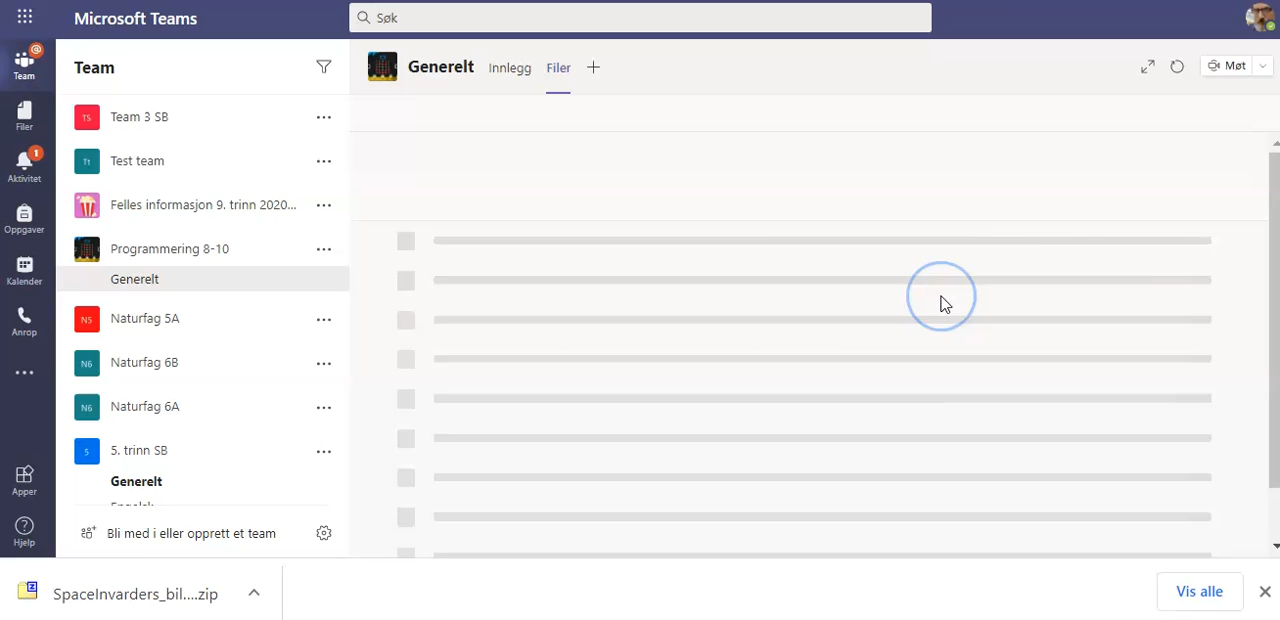 Microsoft Teams
Søk
Team
Filer
Aktivitet
1
Oppgaver
Kalender
Anrop
Apper
Hjelp
Team
TS Team 3 SB
Tt Test team
Felles informasjon 9. trinn 2020...
Programmering 8-10
Generelt
N5 Naturfag 5A
N6 Naturfag 6B
N6 Naturfag 6A
5 5. trinn SB
Generelt
Engelsk
Bli med i eller opprett et team
Generelt Innlegg Filer
Møt
SpaceInvarders_bil....zip
Vis alle